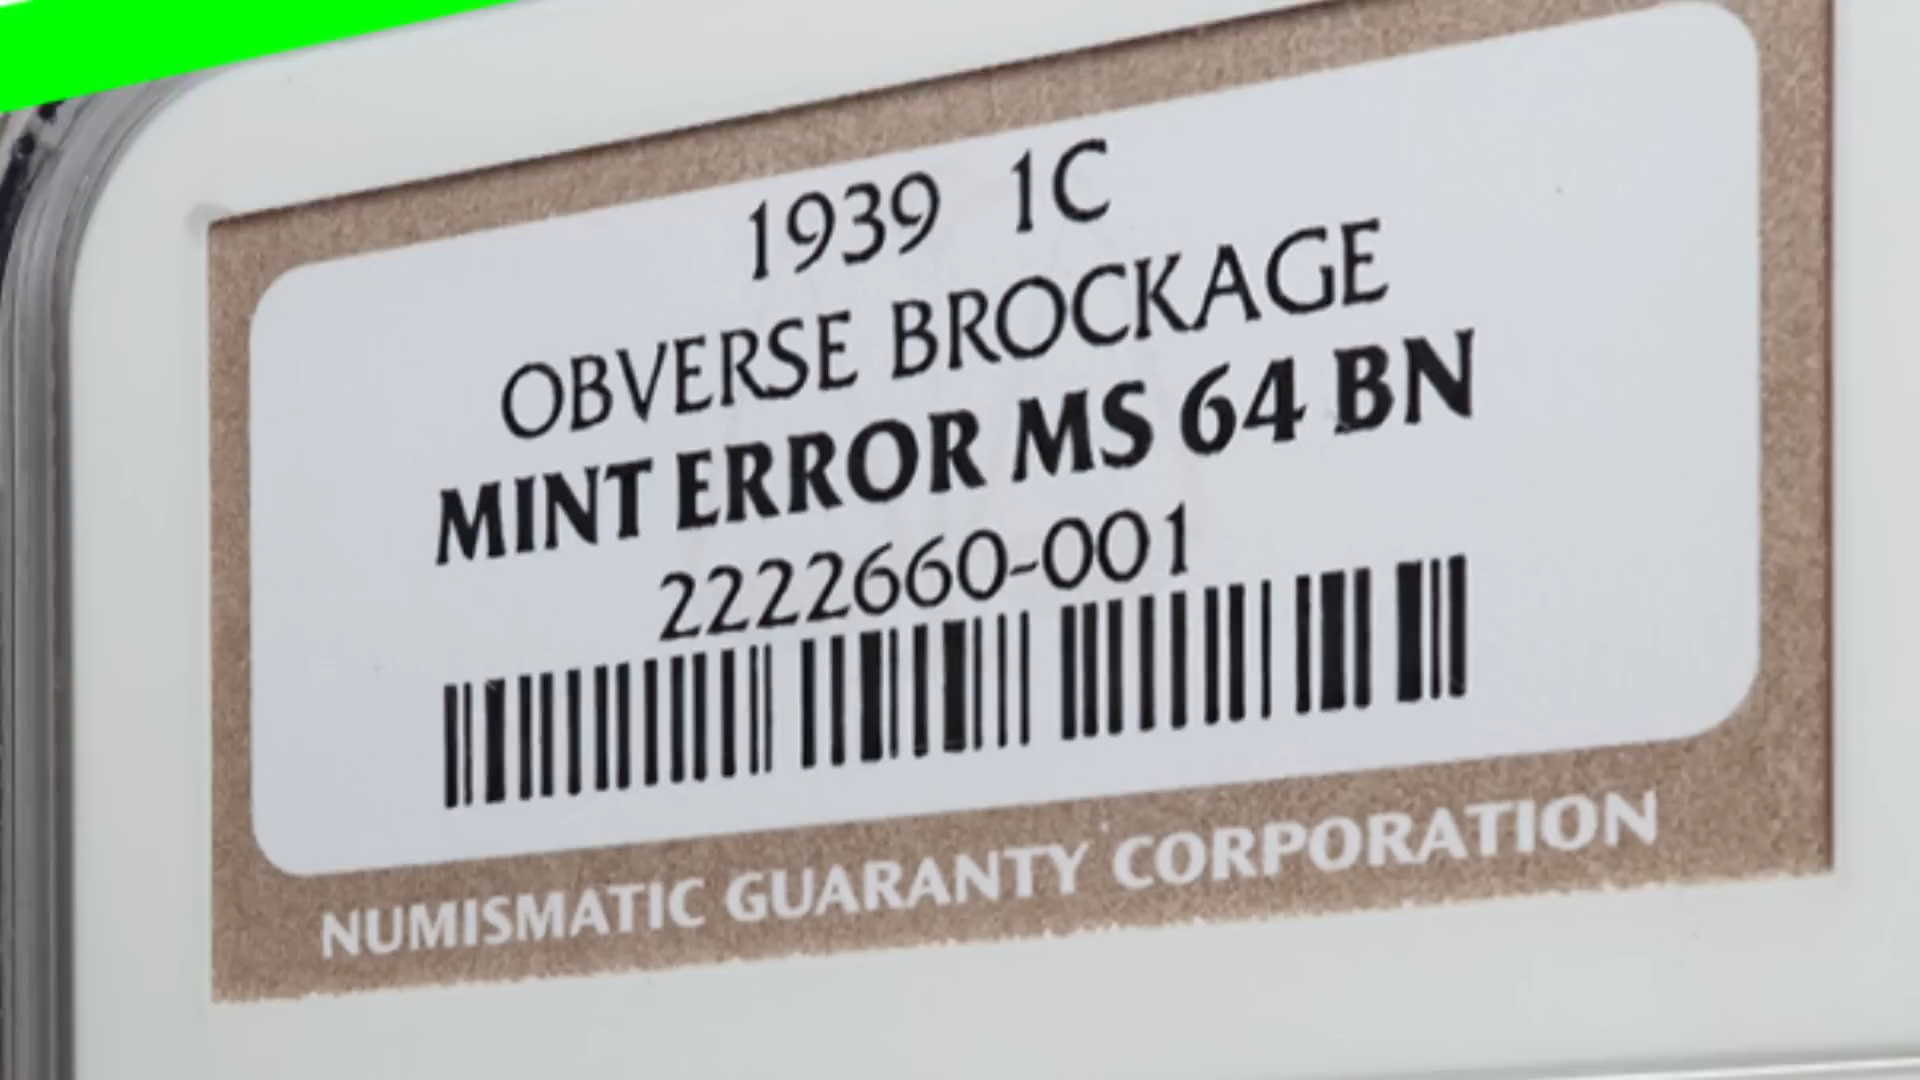 1939 1C
OBVERSE BROCKAGE
MINT ERROR MS 64 BN
2222660-001
NUMISMATIC GUARANTY CORPORATION